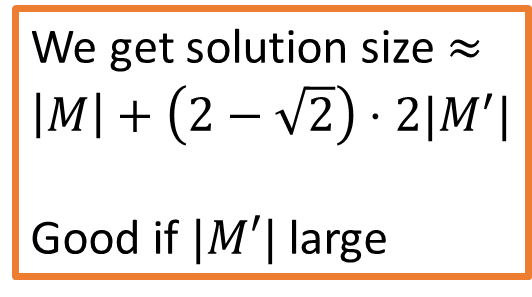 We get solution size ≈
|M| + (2 − √2) · 2|M′|
Good if |M′| large